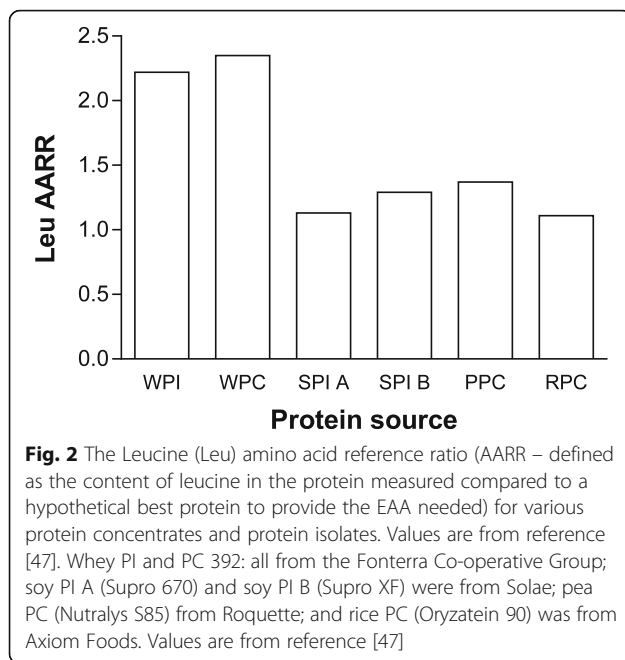 2.5
2.0
1.5
1.0
0.5
0.0
Leu AARR
WPI WPC SPI A SPI B PPC RPC
Protein source
Fig. 2 The Leucine (Leu) amino acid reference ratio (AARR – defined
as the content of leucine in the protein measured compared to a
hypothetical best protein to provide the EAA needed) for various
protein concentrates and protein isolates. Values are from reference
[47]. Whey PI and PC 392: all from the Fonterra Co-operative Group;
soy PI A (Supro 670) and soy PI B (Supro XF) were from Solae; pea
PC (Nutralys S85) from Roquette; and rice PC (Oryzatein 90) was from
Axiom Foods. Values are from reference [47]